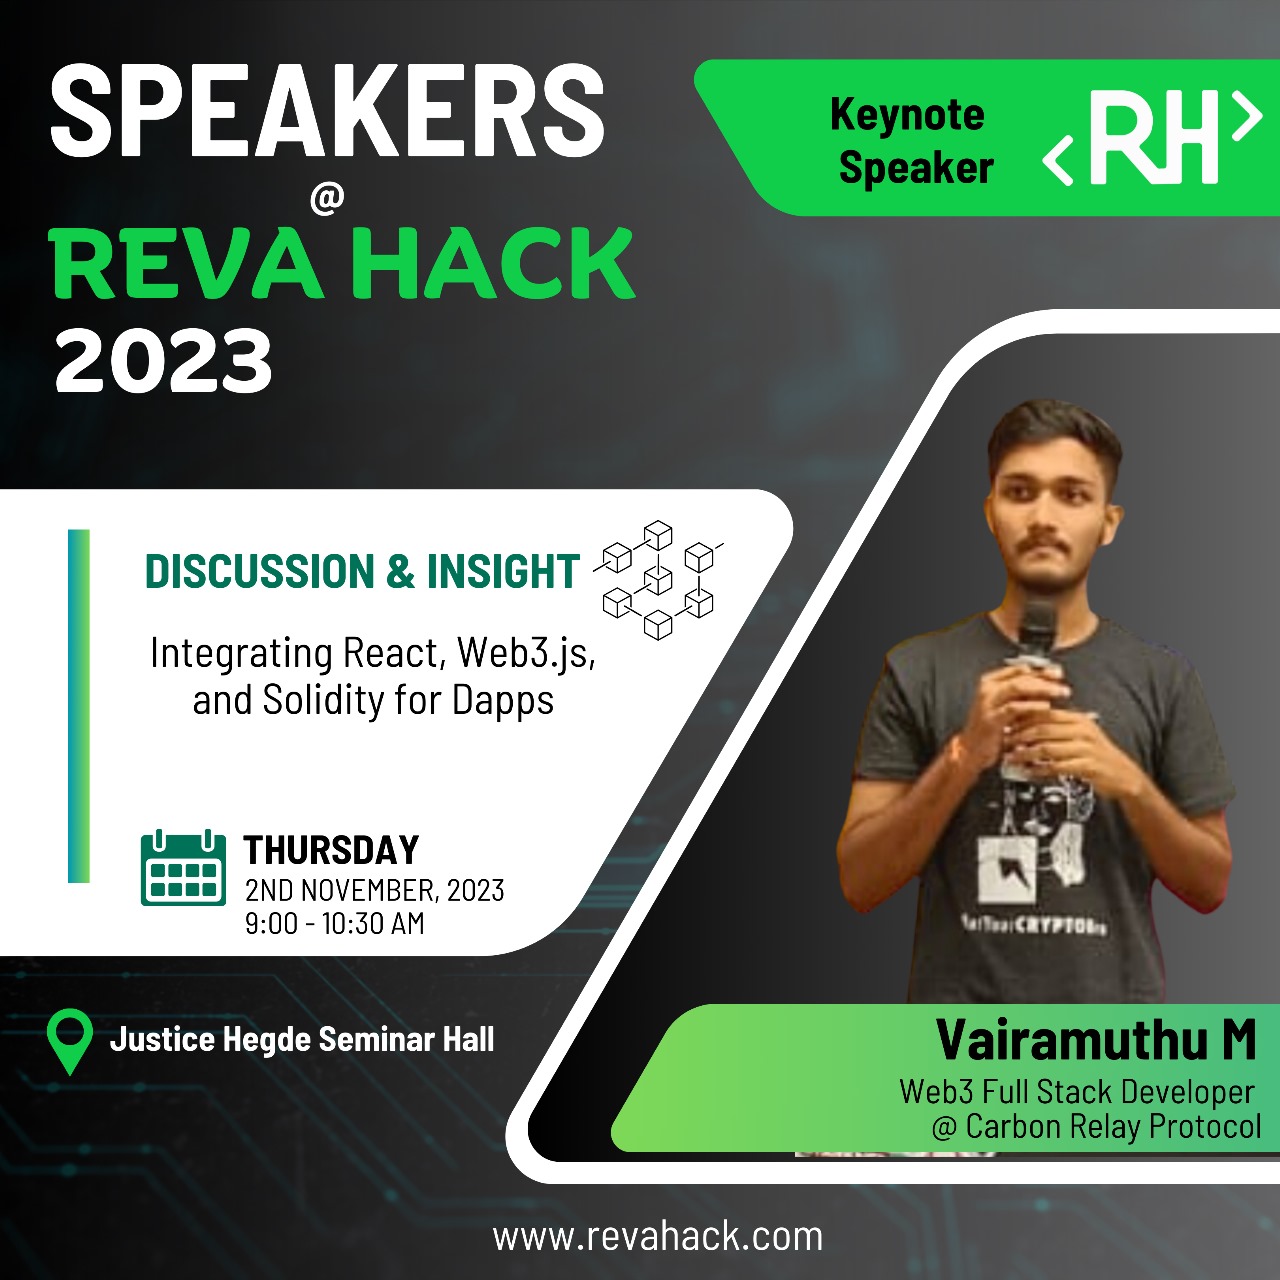 SPEAKERS
@
REVA HACK
2023
Keynote
Speaker
<RH>
DISCUSSION & INSIGHT
Integrating React, Web3.js,
and Solidity for Dapps
THURSDAY
2ND NOVEMBER, 2023
9:00 - 10:30 AM
Justice Hegde Seminar Hall
CRYPTO
Vairamuthu M
Web3 Full Stack Developer
@ Carbon Relay Protocol
www.revahack.com